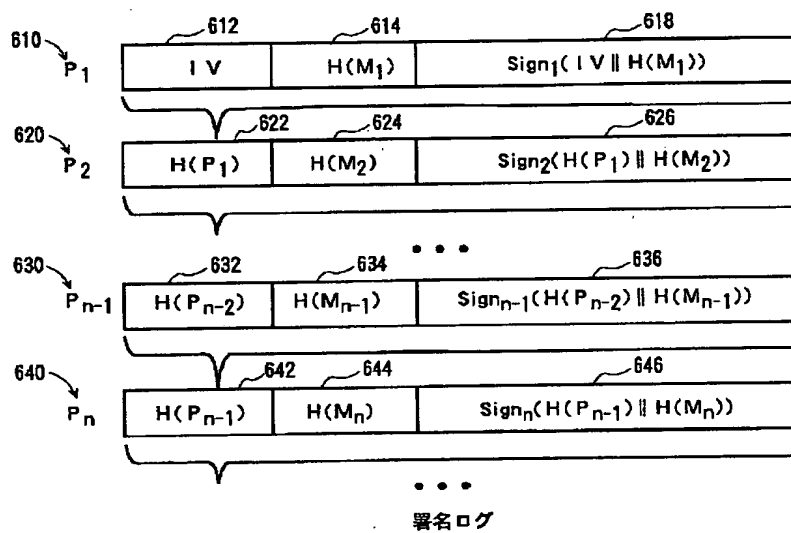 610 612 614 618
P1 IV H(M1) Sign1(IV‖H(M1))
620 622 624 626
P2 H(P1) H(M2) Sign2(H(P1)‖H(M2))
• • •
630 632 634 636
Pn-1 H(Pn-2) H(Mn-1) Signn-1(H(Pn-2)‖H(Mn-1))
640 642 644 646
Pn H(Pn-1) H(Mn) Signn(H(Pn-1)‖H(Mn))
• • •
署名ログ